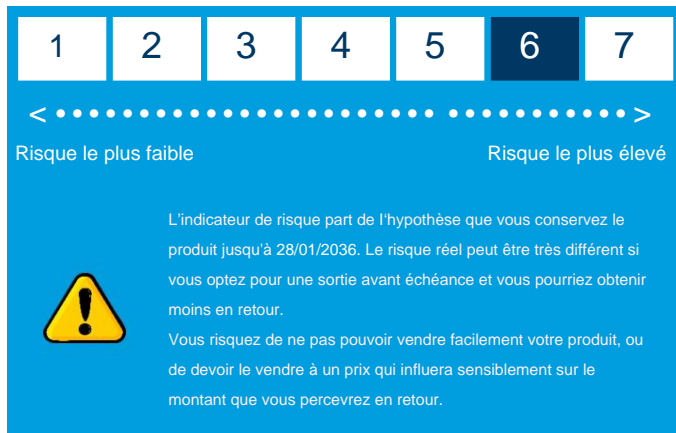 1 2 3 4 5 6 7
< •••••••••••••••••••••••• ••••••••••• >
Risque le plus faible Risque le plus élevé
L'indicateur de risque part de l'hypothèse que vous conservez le
produit jusqu'à 28/01/2036. Le risque réel peut être très différent si
vous optez pour une sortie avant échéance et vous pourriez obtenir
moins en retour.
Vous risquez de ne pas pouvoir vendre facilement votre produit, ou
de devoir le vendre à un prix qui influera sensiblement sur le
montant que vous percevrez en retour.